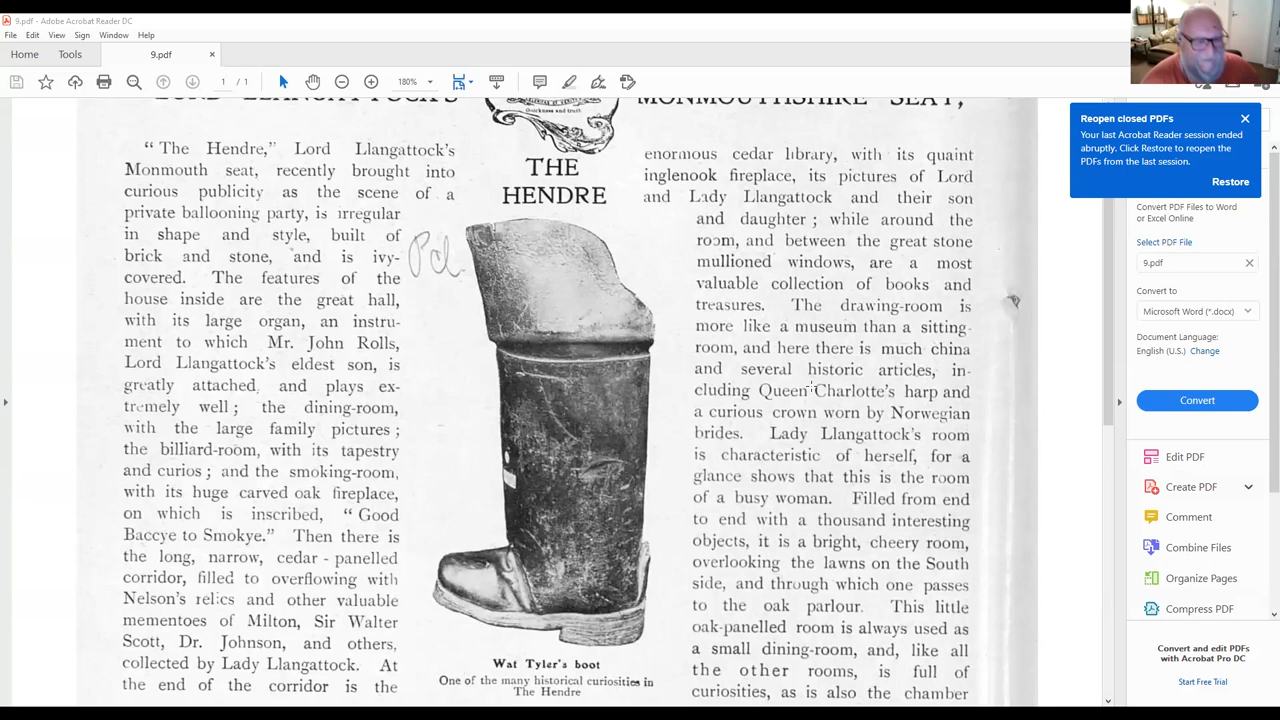 9.pdf - Adobe Acrobat Reader DC
File Edit View Sign Window Help
Home Tools 9.pdf ×
1 / 1 180%
LORD LLANGATTOCK'S MONMOUTHSHIRE SEAT,
Quickness and truth
THE
HENDRE
"The Hendre," Lord Llangattock's
Monmouth seat, recently brought into
curious publicity as the scene of a
private ballooning party, is irregular
in shape and style, built of
brick and stone, and is ivy-
covered. The features of the
house inside are the great hall,
with its large organ, an instru-
ment to which Mr. John Rolls,
Lord Llangattock's eldest son, is
greatly attached and plays ex-
tremely well; the dining-room,
with the large family pictures;
the billiard-room, with its tapestry
and curios; and the smoking-room,
with its huge carved oak fireplace,
on which is inscribed, "Good
Baccye to Smokye." Then there is
the long, narrow, cedar-panelled
corridor, filled to overflowing with
Nelson's relics and other valuable
mementoes of Milton, Sir Walter
Scott, Dr. Johnson, and others,
collected by Lady Llangattock. At
the end of the corridor is the
Wat Tyler's boot
One of the many historical curiosities in
The Hendre
enormous cedar library, with its quaint
inglenook fireplace, its pictures of Lord
and Lady Llangattock and their son
and daughter; while around the
room, and between the great stone
mullioned windows, are a most
valuable collection of books and
treasures. The drawing-room is
more like a museum than a sitting-
room, and here there is much china
and several historic articles, in-
cluding Queen Charlotte's harp and
a curious crown worn by Norwegian
brides. Lady Llangattock's room
is characteristic of herself, for a
glance shows that this is the room
of a busy woman. Filled from end
to end with a thousand interesting
objects, it is a bright, cheery room,
overlooking the lawns on the South
side, and through which one passes
to the oak parlour. This little
oak-panelled room is always used as
a small dining-room, and, like all
the other rooms, is full of
curiosities, as is also the chamber
Reopen closed PDFs
Your last Acrobat Reader session ended
abruptly. Click Restore to reopen the
PDFs from the last session.
Restore
Convert PDF Files to Word
or Excel Online
Select PDF File
9.pdf
Convert to
Microsoft Word (*.docx)
Document Language:
English (U.S.) Change
Convert
Edit PDF
Create PDF
Comment
Combine Files
Organize Pages
Compress PDF
Convert and edit PDFs
with Acrobat Pro DC
Start Free Trial